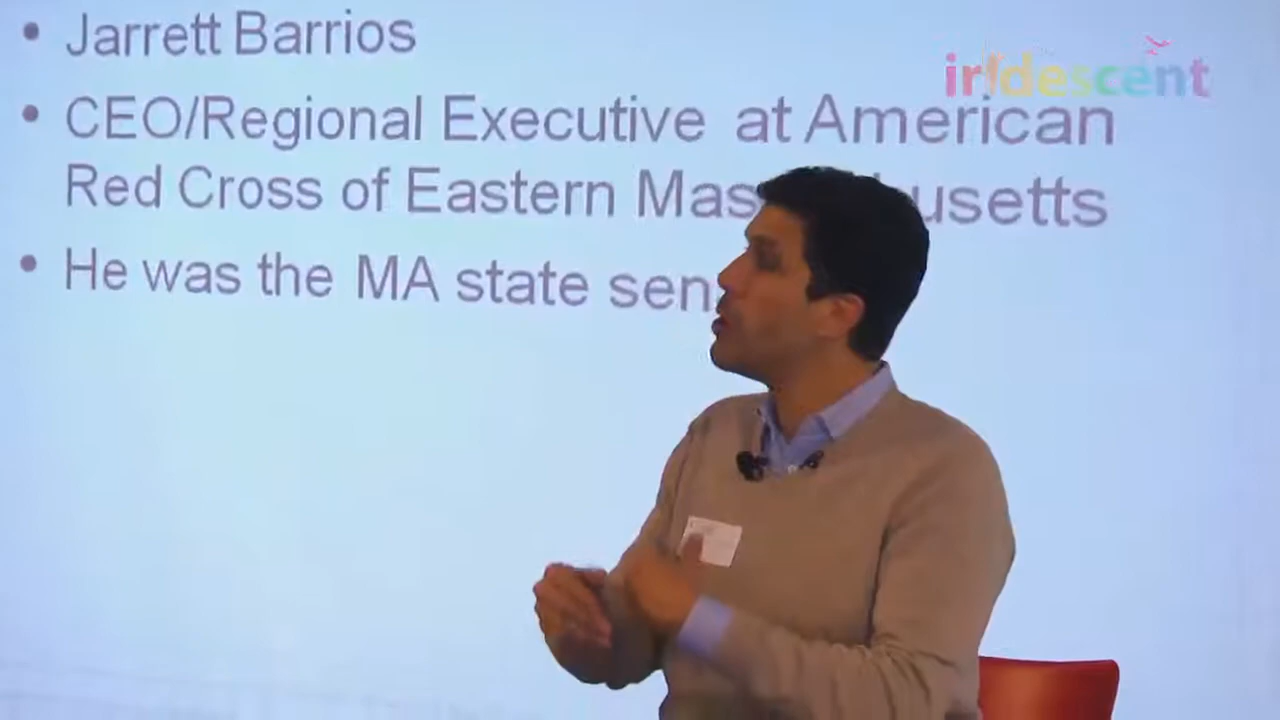 Jarrett Barrios
iridescent
CEO/Regional Executive at American
Red Cross of Eastern
He was the MA state